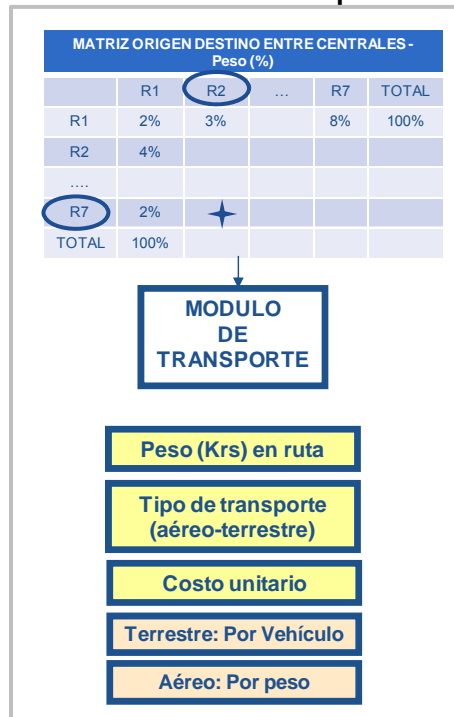 MATRIZ ORIGEN DESTINO ENTRE CENTRALES -
Peso (%)
R1 R2 ... R7 TOTAL
R1 2% 3% 8% 100%
R2 4%
....
R7 2%
TOTAL 100%
MODULO
DE
TRANSPORTE
Peso (Krs) en ruta
Tipo de transporte
(aéreo-terrestre)
Costo unitario
Terrestre: Por Vehículo
Aéreo: Por peso